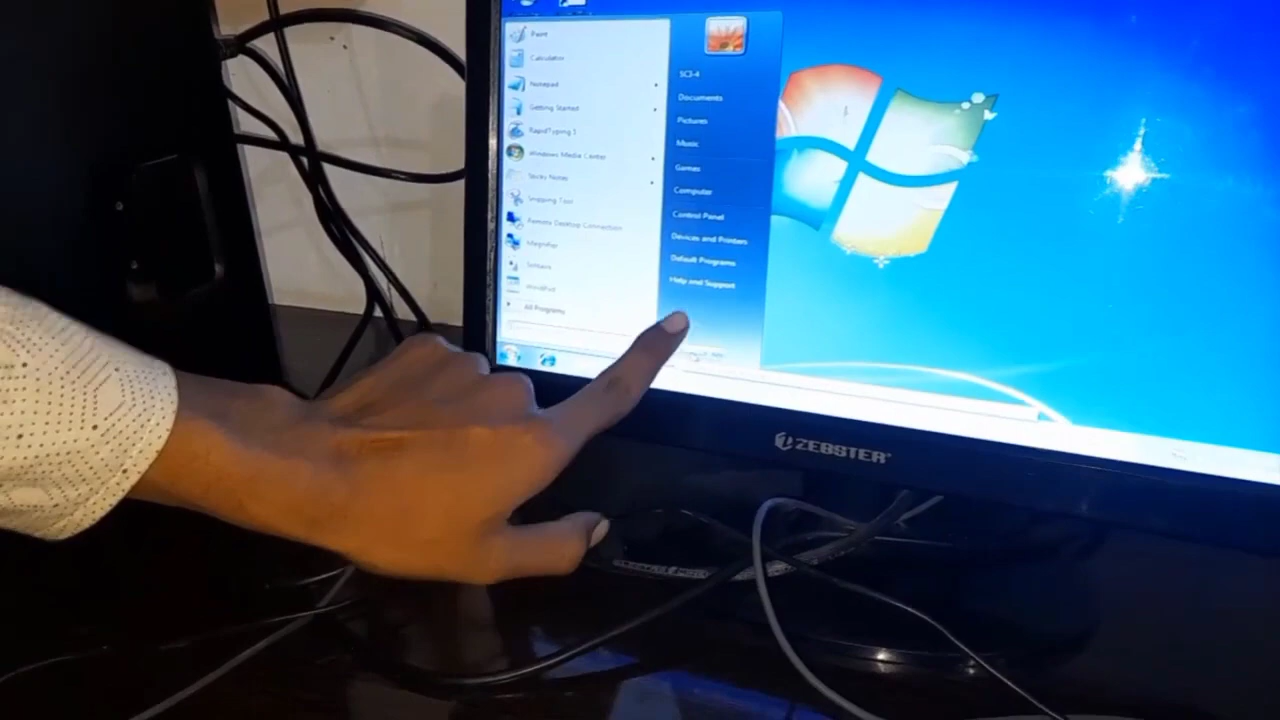 Paint
Calculator
Notepad
Getting Started
RapidTyping 5
Windows Media Center
Sticky Notes
Snipping Tool
Remote Desktop Connection
Magnifier
Solitaire
WordPad
All Programs
SC3-4
Documents
Pictures
Music
Games
Computer
Control Panel
Devices and Printers
Default Programs
Help and Support
ZEBSTER